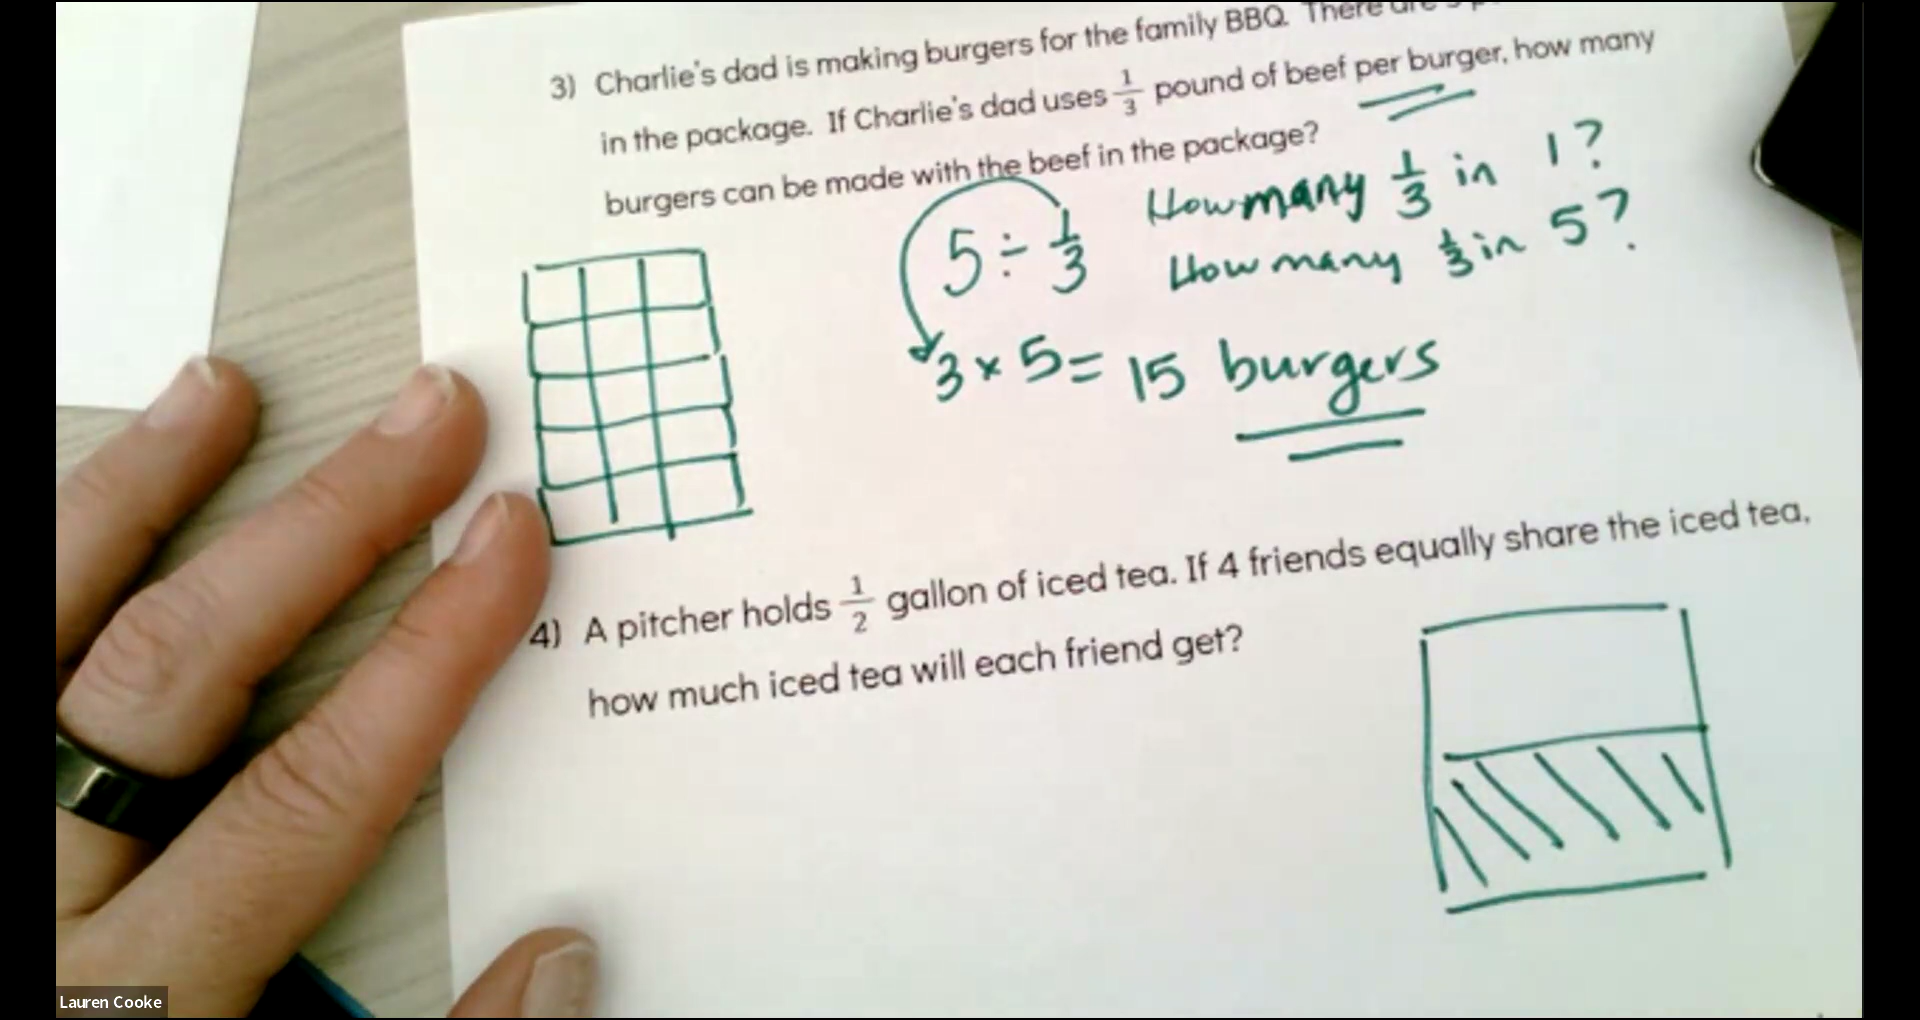 3) Charlie's dad is making burgers for the family BBQ. There are
in the package. If Charlie's dad uses 1/3 pound of beef per burger, how many
burgers can be made with the beef in the package?
How many 1/3 in 1?
5 ÷ 1/3
How many 1/3 in 5?
3 × 5 = 15 burgers
4) A pitcher holds 1/2 gallon of iced tea. If 4 friends equally share the iced tea,
how much iced tea will each friend get?
Lauren Cooke